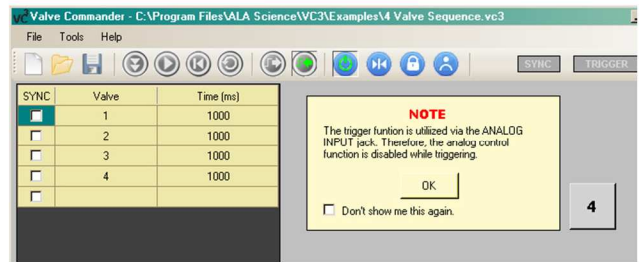 VC Valve Commander - C:\Program Files\ALA Science\VC3\Examples\4 Valve Sequence.vc3
File Tools Help
SYNC TRIGGER
SYNC Valve Time (ms)
1 1000
2 1000
3 1000
4 1000
NOTE
The trigger funtion is utilized via the ANALOG
INPUT jack. Therefore, the analog control
function is disabled while triggering.
OK
Don't show me this again.
4